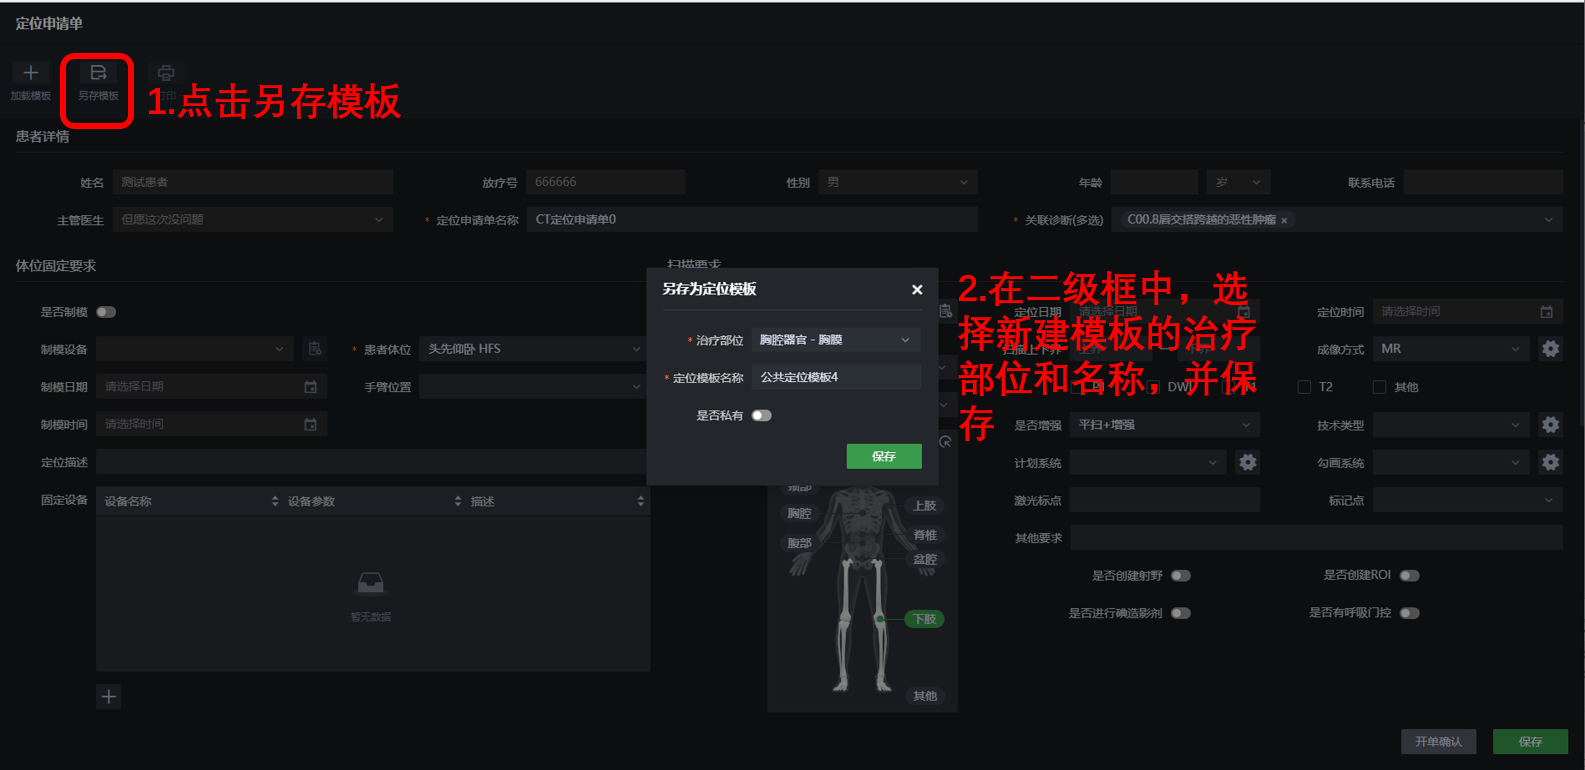 定位申请单
加载模板
另存模板
1.点击另存模板
患者详情
姓名 测试患者 放疗号 666666 性别 男 年龄 岁 联系电话
主管医生 但愿这次没问题 * 定位申请单名称 CT定位申请单0 * 关联诊断(多选) C00.8唇交搭跨越的恶性肿瘤 ×
体位固定要求
扫描要求
是否制模
制模设备 * 患者体位 头先仰卧 HFS
制模日期 请选择日期 手臂位置
制模时间 请选择时间
定位描述
固定设备 设备名称 设备参数 描述
暂无数据
另存为定位模板
* 治疗部位 胸腔器官 - 胸膜
* 定位模板名称 公共定位模板4
是否私有
保存
2.在二级框中，选
择新建模板的治疗
部位和名称，并保
存
定位日期 请选择日期 定位时间 请选择时间
扫描上下界 成像方式 MR
T2 其他
是否增强 平扫+增强 技术类型
计划系统 勾画系统
激光标点 标记点
其他要求
是否创建射野 是否创建ROI
是否进行碘造影剂 是否有呼吸门控
颈部
胸腔
腹部
上肢
脊椎
盆腔
下肢
其他
开单确认 保存